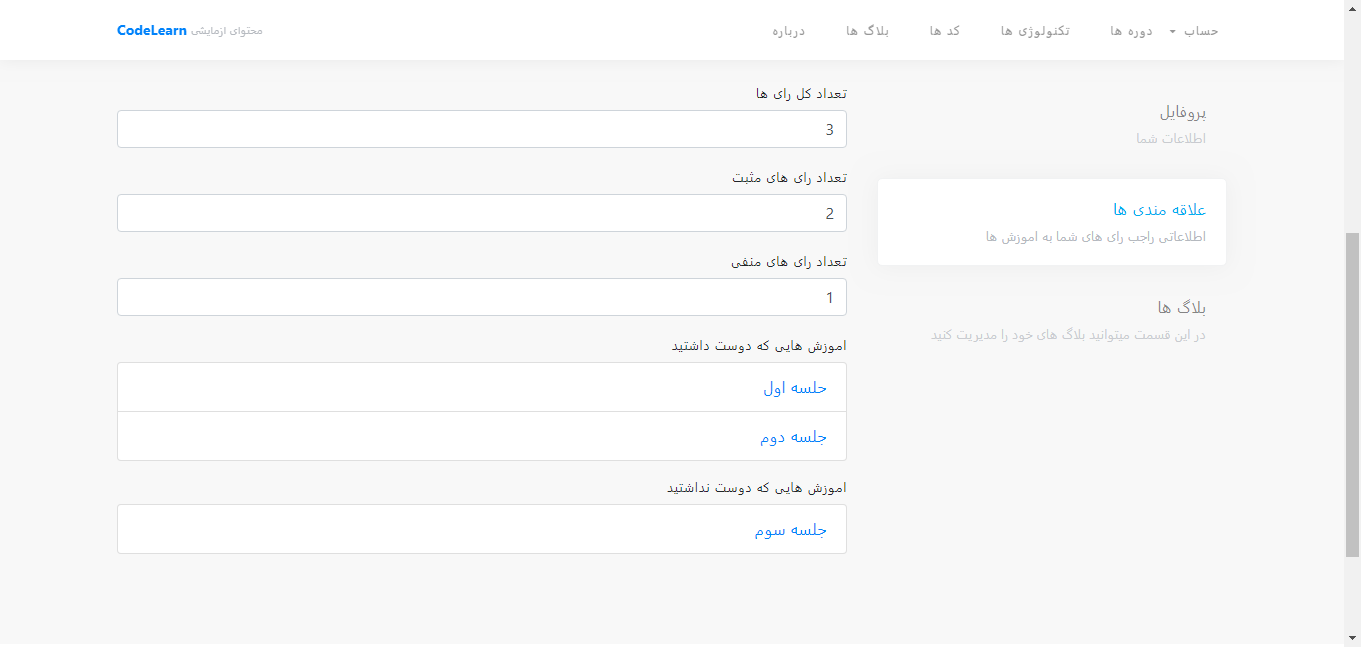 حساب
دوره ها
تکنولوژی ها
کد ها
بلاگ ها
درباره
محتوای ازمایشی CodeLearn
پروفایل
اطلاعات شما
علاقه مندی ها
اطلاعاتی راجب رای های شما به اموزش ها
بلاگ ها
در این قسمت میتوانید بلاگ های خود را مدیریت کنید
تعداد کل رای ها
3
تعداد رای های مثبت
2
تعداد رای های منفی
1
اموزش هایی که دوست داشتید
حلسه اول
جلسه دوم
اموزش هایی که دوست نداشتید
جلسه سوم